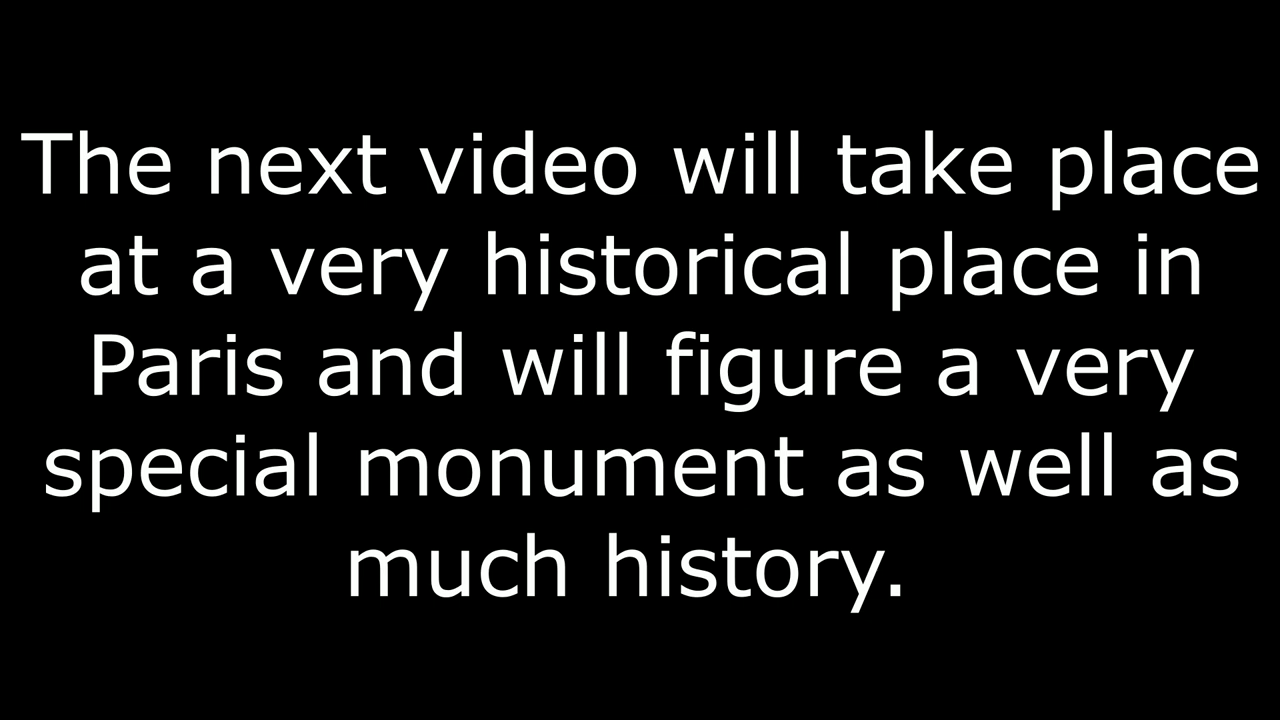 The next video will take place
at a very historical place in
Paris and will figure a very
special monument as well as
much history.